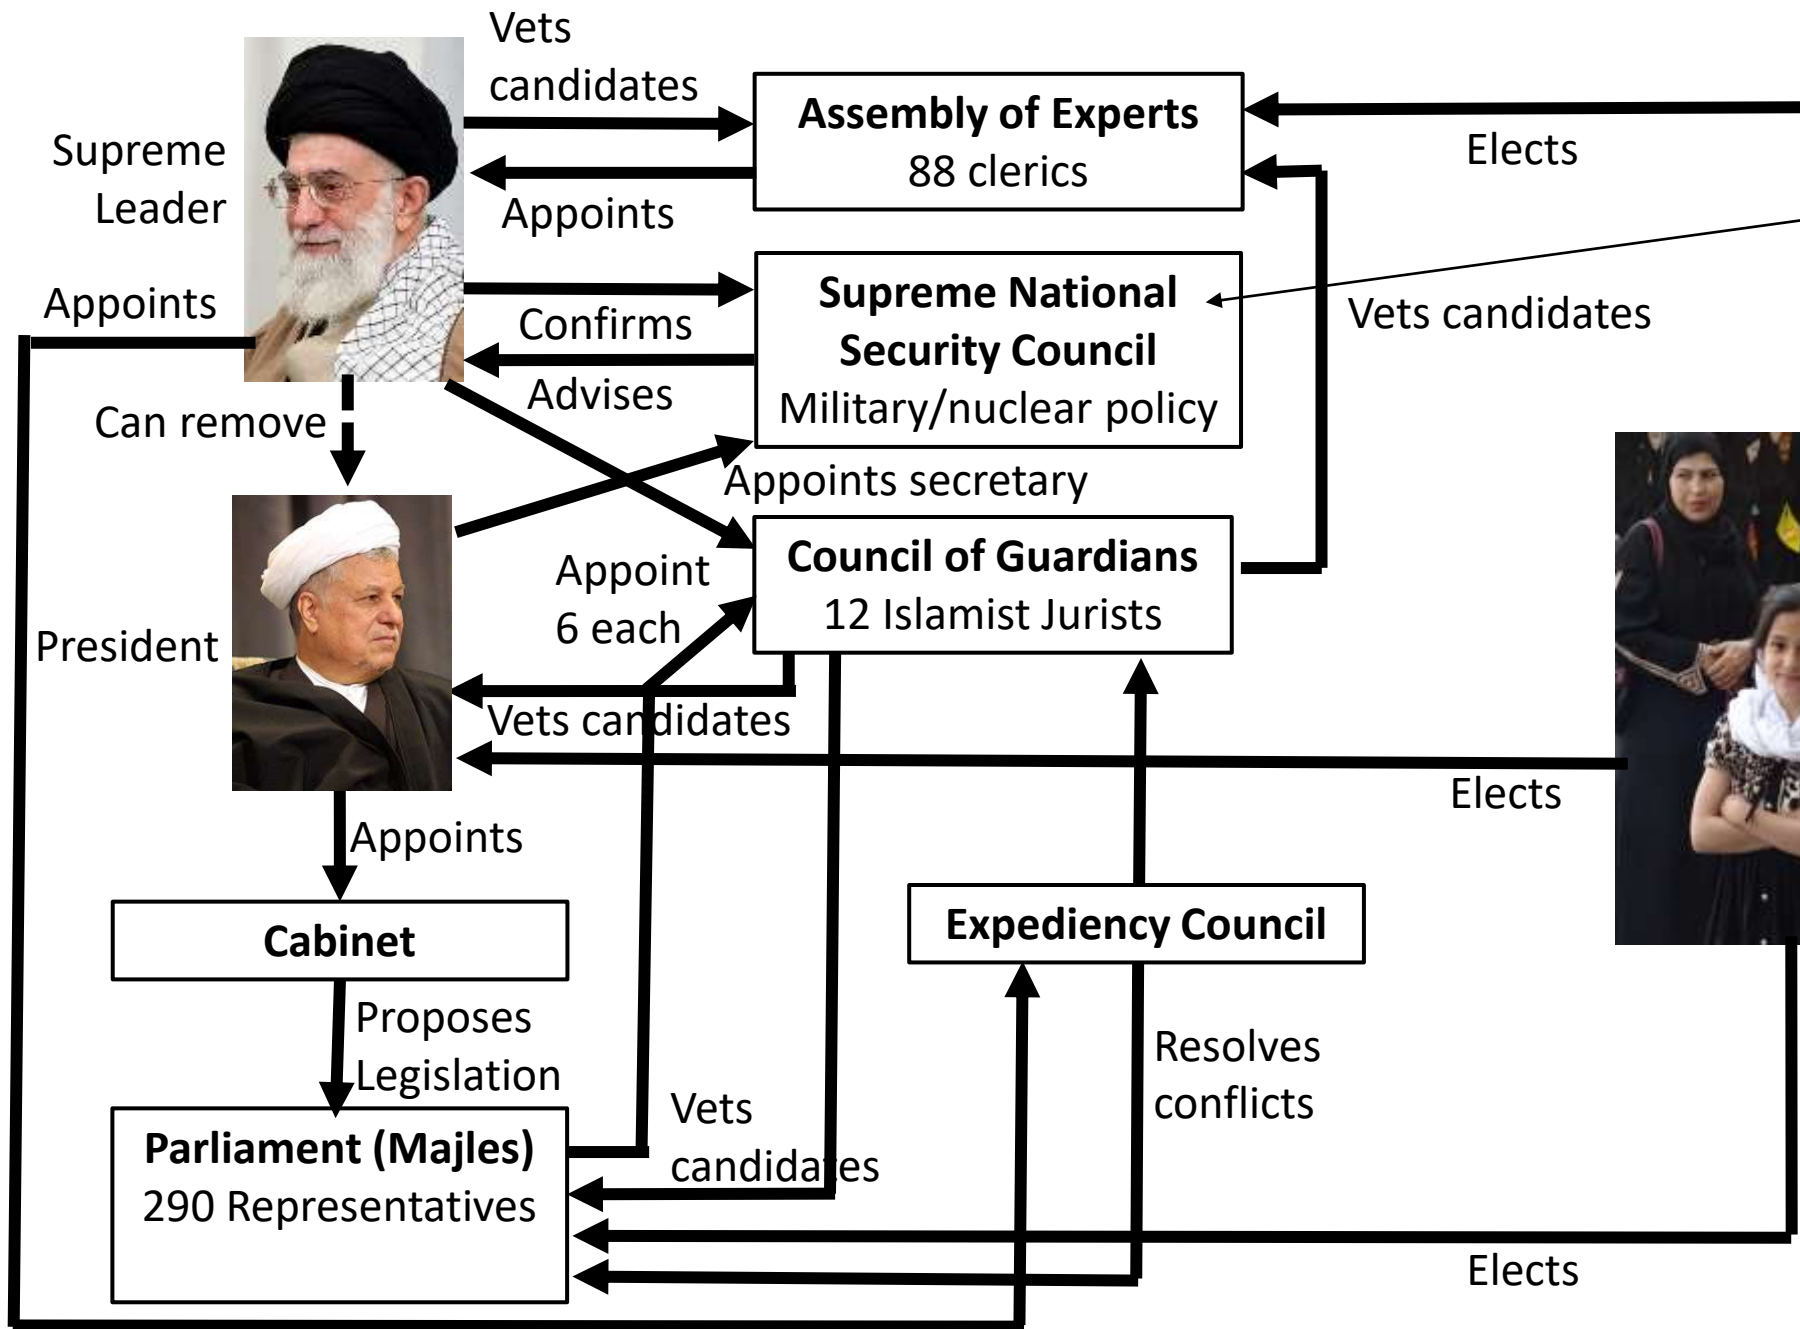 Vets
candidates
Supreme
Leader
Assembly of Experts
88 clerics
Elects
Appoints
Appoints
Supreme National
Security Council
Military/nuclear policy
Confirms
Advises
Vets candidates
Can remove
Appoints secretary
President
Appoint
6 each
Council of Guardians
12 Islamist Jurists
Vets candidates
Elects
Appoints
Cabinet
Expediency Council
Proposes
Legislation
Resolves
conflicts
Vets
candidates
Parliament (Majles)
290 Representatives
Elects